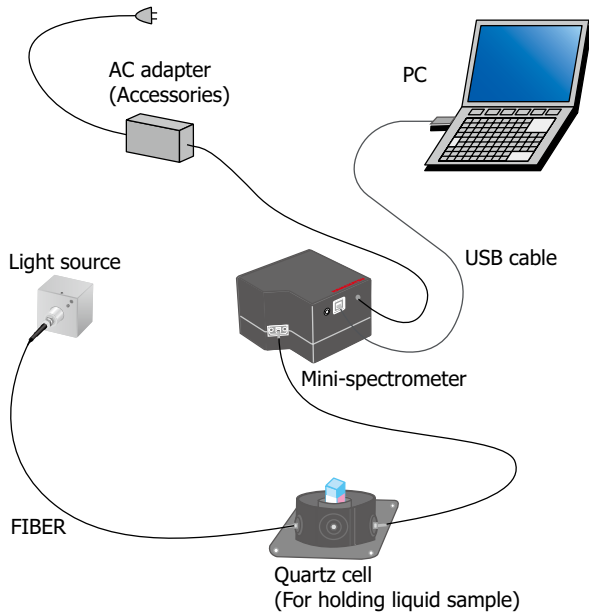 AC adapter
(Accessories)
PC
Light source
USB cable
Mini-spectrometer
FIBER
Quartz cell
(For holding liquid sample)